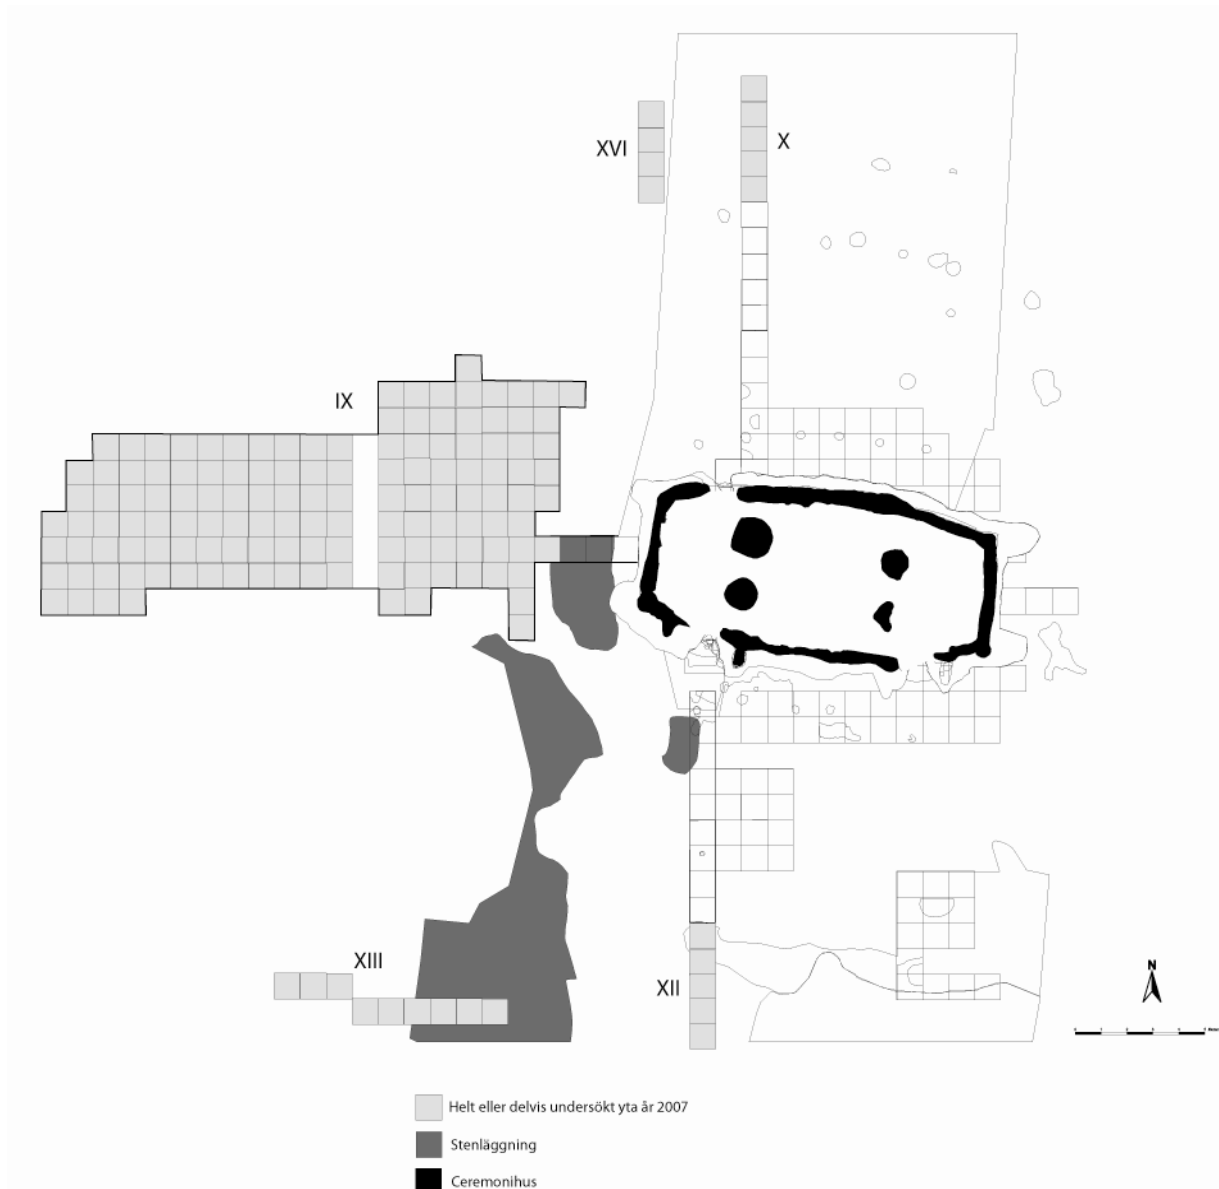 XVI
X
IX
XIII
XII
N
Helt eller delvis undersökt yta år 2007
Stenläggning
Ceremonihus